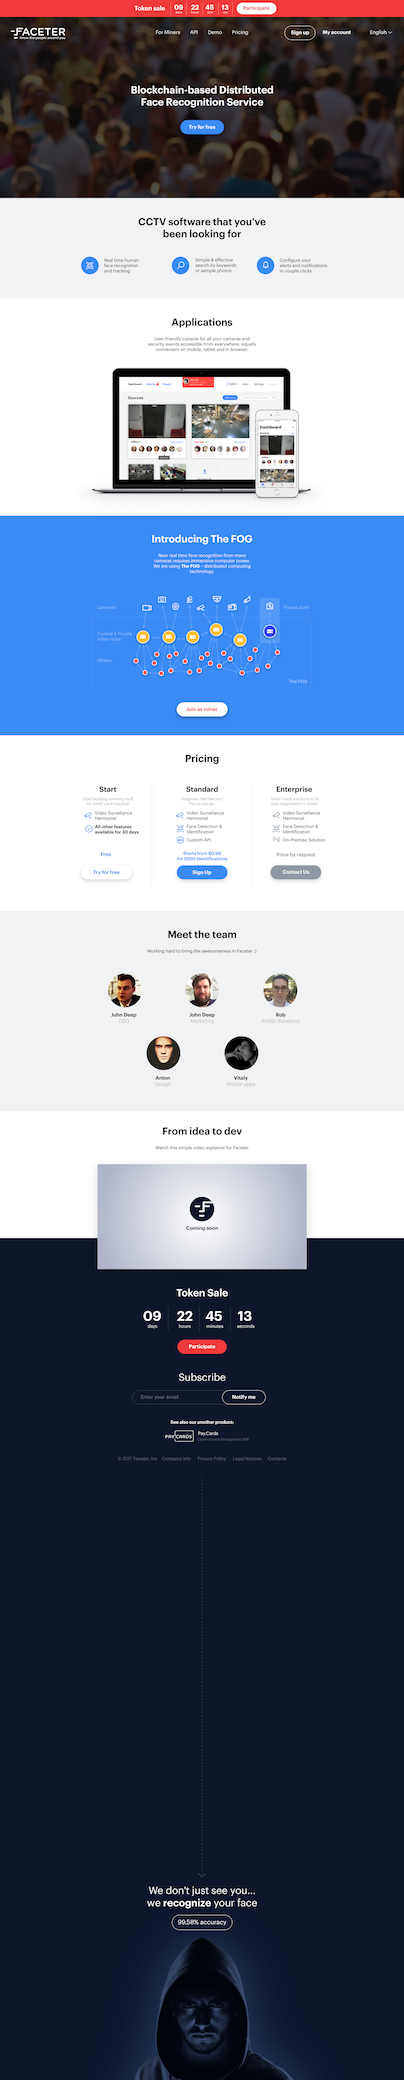 Token sale
09 22 45 13
days hours min sec
Participate
FACETER
Know the people around you
For Miners API Demo Pricing
Sign up
My account
English
Blockchain-based Distributed
Face Recognition Service
Try for free
CCTV software that you've
been looking for
Real time human
face recognition
and tracking
Simple & effective
search by keywords
or sample photos
Configure your
alerts and notifications
in couple clicks
Applications
User-friendly console for all your cameras and
security events accessible from everywhere: equally
convenient on mobile, tablet and in browser.
Dashboard
Sources
Dashboard
Introducing The FOG
Near real time face recognition from many
cameras requires immense computer power.
We are using The FOG - distributed computing
technology.
Cameras
Private zone
Trusted & Private
Video Hubs
Miners
The FOG
Join as miner
Pricing
Start
Start building amazing stuff,
no credit card required.
Video Surveliance
Harmonist
All other features
available for 30 days
Free
Try for free
Standard
Outgrown the free tier?
Pay as you go
Video Surveliance
Harmonist
Face Detection &
Identification
Custom API
Starts from $0.99
for 1000 identifications
Sign Up
Enterprise
Tailor made solutions to fit
your organization's needs.
Video Surveliance
Harmonist
Face Detection &
Identification
On-Premise Solution
Price by request
Contact Us
Meet the team
Working hard to bring the awesomeness in Faceter ;)
John Deep
CEO
John Deep
Marketing
Rob
Public Relations
Anton
Design
Vitaly
Mobile apps
From idea to dev
Watch this simple video explainer for Faceter
Coming soon
Token Sale
09 22 45 13
days hours minutes seconds
Participate
Subscribe
Enter your email
Notify me
See also our another product:
PAY CARDS
Pay.Cards
Open-source Recognition SDK
© 2017 Faceter, Inc Company Info Privacy Policy Legal Notices Contacts
We don't just see you...
we recognize your face
99.58% accuracy